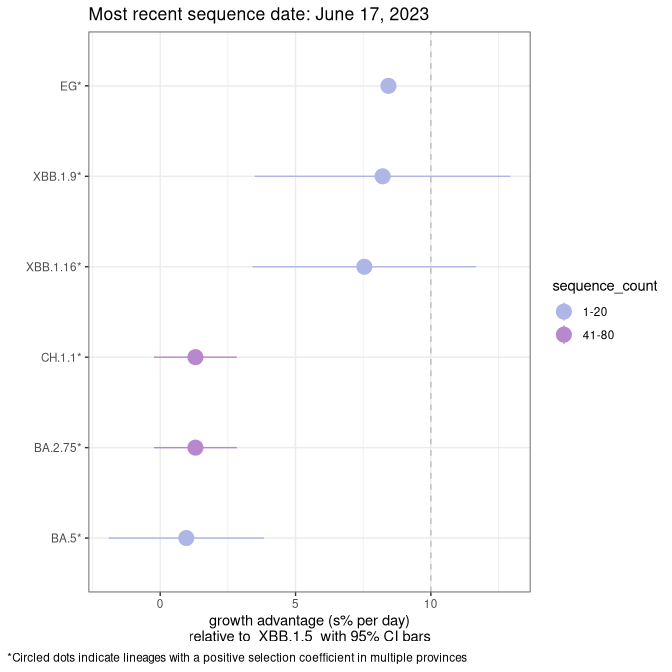 Most recent sequence date: June 17, 2023
EG*
XBB.1.9*
XBB.1.16*
CH.1.1*
BA.2.75*
BA.5*
0 5 10
growth advantage (s% per day)
relative to  XBB.1.5  with 95% CI bars
sequence_count
1-20
41-80
*Circled dots indicate lineages with a positive selection coefficient in multiple provinces